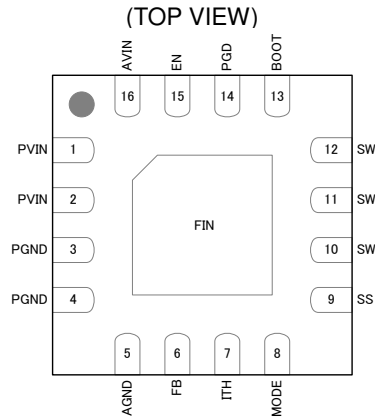 (TOP VIEW)
AVIN
EN
PGD
BOOT
16
15
14
13
PVIN 1
12 SW
PVIN 2
11 SW
FIN
PGND 3
10 SW
PGND 4
9 SS
5
6
7
8
AGND
FB
ITH
MODE